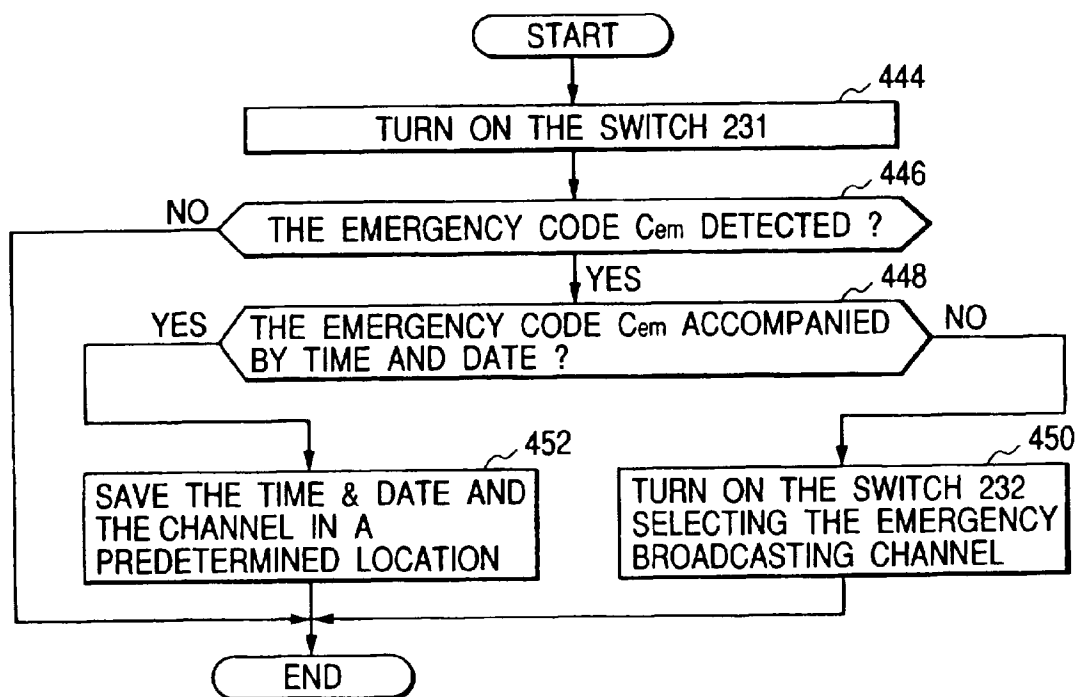 START
444
TURN ON THE SWITCH 231
446
NO
THE EMERGENCY CODE Cem DETECTED ?
YES
448
YES
THE EMERGENCY CODE Cem ACCOMPANIED
BY TIME AND DATE ?
NO
452
SAVE THE TIME & DATE AND
THE CHANNEL IN A
PREDETERMINED LOCATION
450
TURN ON THE SWITCH 232
SELECTING THE EMERGENCY
BROADCASTING CHANNEL
END